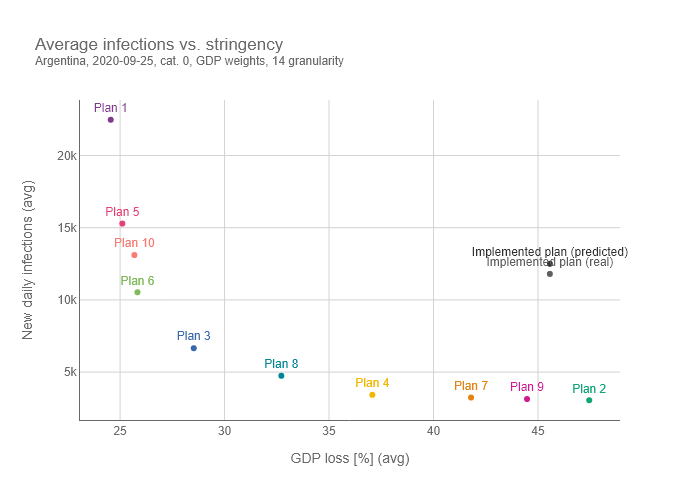 Average infections vs. stringency
Argentina, 2020-09-25, cat. 0, GDP weights, 14 granularity
Plan 1
20k
Plan 5
15k
Plan 10
Implemented plan (predicted)
Implemented plan (real)
Plan 6
10k
Plan 3
Plan 8
5k
Plan 4
Plan 7
Plan 9
Plan 2
New daily infections (avg)
25 30 35 40 45
GDP loss [%] (avg)